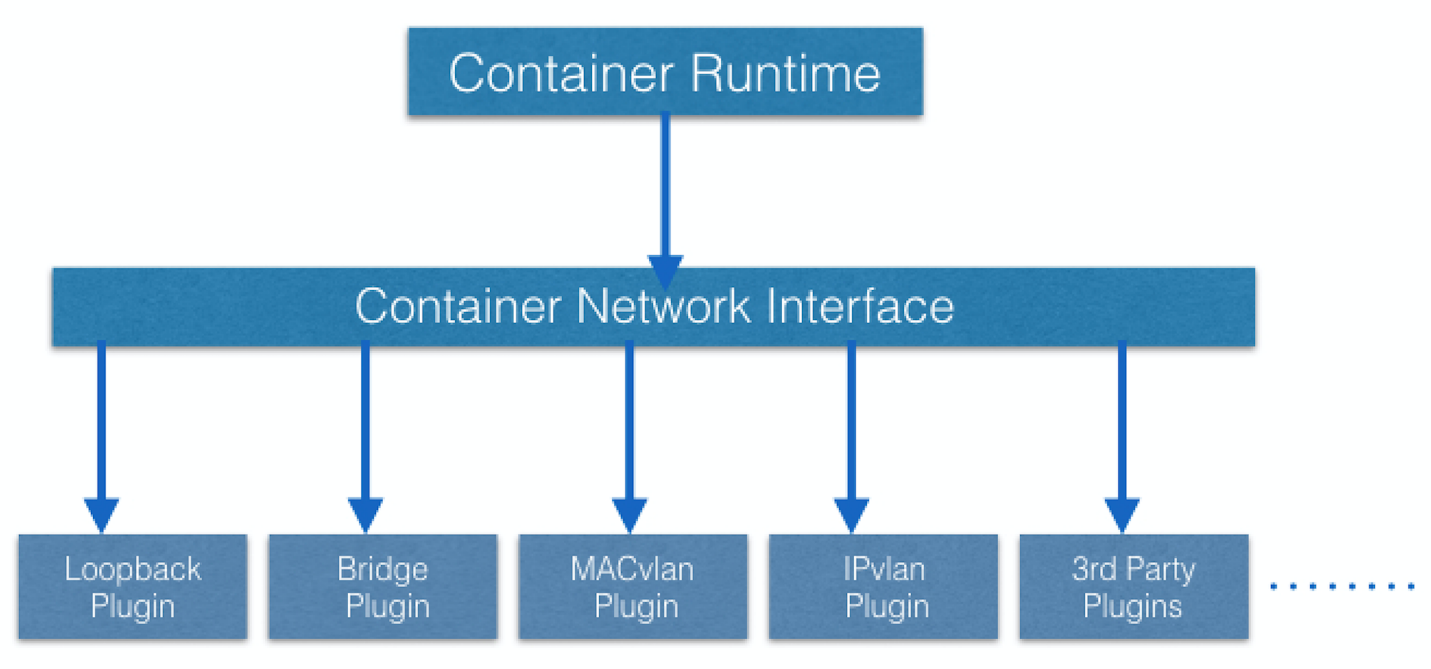 Container Runtime
Container Network Interface
Loopback
Plugin
Bridge
Plugin
MACvlan
Plugin
IPvlan
Plugin
3rd Party
Plugins